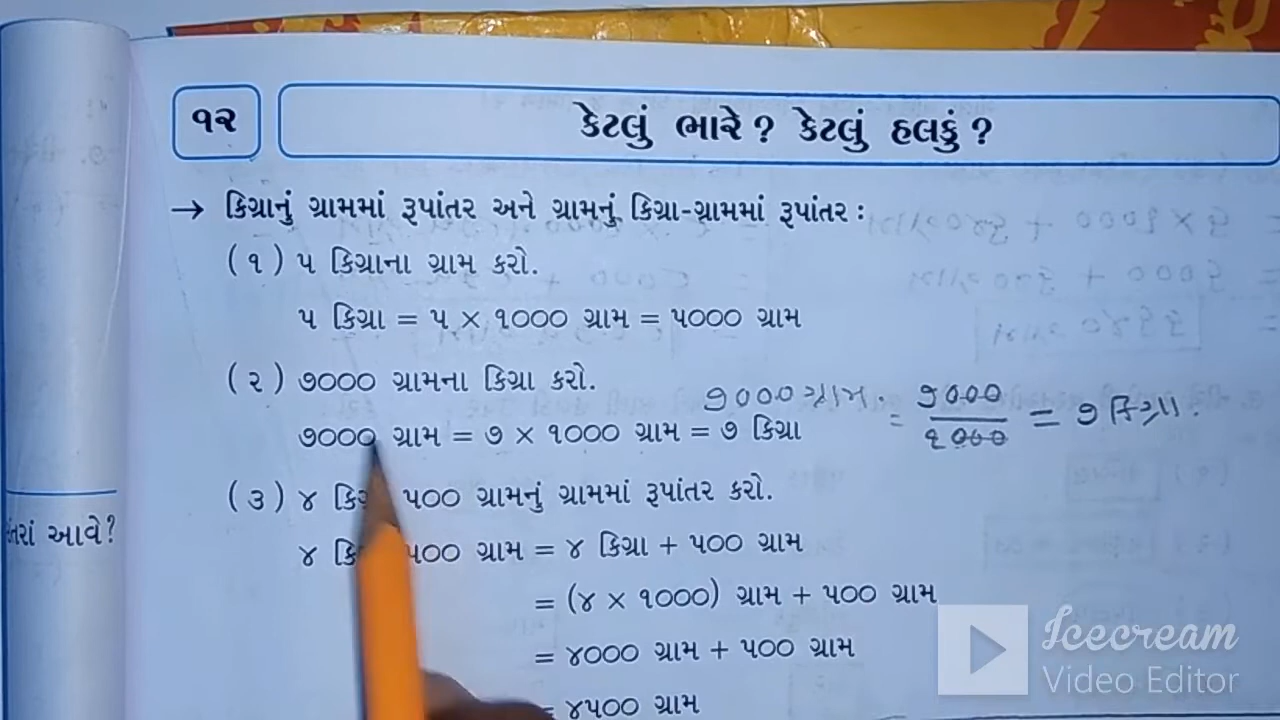 ૧૨
કેટલું ભારે ? કેટલું હલકું ?
→ કિગ્રાનું ગ્રામમાં રૂપાંતર અને ગ્રામનું કિગ્રા-ગ્રામમાં રૂપાંતર :
(૧) ૫ કિગ્રાના ગ્રામ કરો.
૫ કિગ્રા = ૫ × ૧૦૦૦ ગ્રામ = ૫૦૦૦ ગ્રામ
(૨) ૭૦૦૦ ગ્રામના કિગ્રા કરો.
૭૦૦૦ ગ્રામ = ૭ × ૧૦૦૦ ગ્રામ = ૭ કિગ્રા
૭૦૦૦ ગ્રામ. = ૭૦૦૦ / ૧૦૦૦ = ૭ કિગ્રા.
(૩) ૪ ૫૦૦ ગ્રામનું ગ્રામમાં રૂપાંતર કરો.
૪ ૫૦૦ ગ્રામ = ૪ કિગ્રા + ૫૦૦ ગ્રામ
= (૪ × ૧૦૦૦) ગ્રામ + ૫૦૦ ગ્રામ
= ૪૦૦૦ ગ્રામ + ૫૦૦ ગ્રામ
= ૪૫૦૦ ગ્રામ
આવે?
Icecream
Video Editor